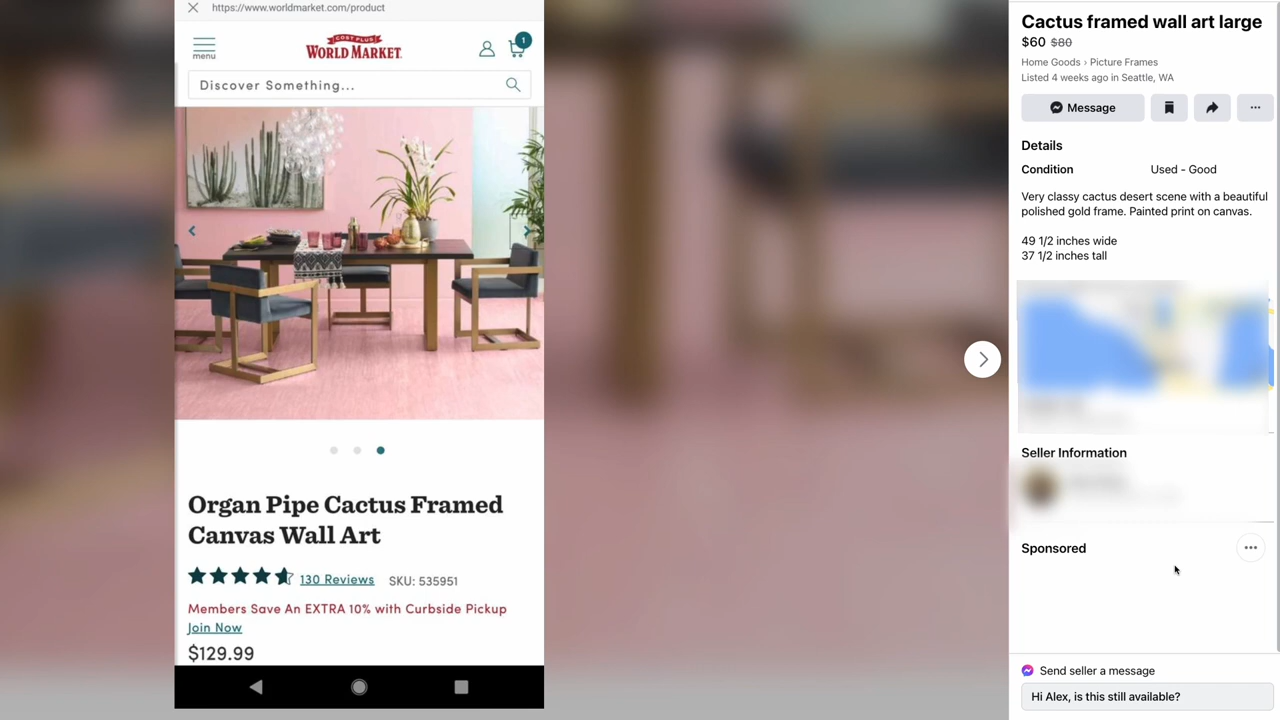 https://www.worldmarket.com/product
menu
COST PLUS
WORLD MARKET.
1
Discover Something...
Organ Pipe Cactus Framed
Canvas Wall Art
130 Reviews SKU: 535951
Members Save An EXTRA 10% with Curbside Pickup
Join Now
$129.99
Cactus framed wall art large
$60 $80
Home Goods › Picture Frames
Listed 4 weeks ago in Seattle, WA
Message
Details
Condition Used - Good
Very classy cactus desert scene with a beautiful
polished gold frame. Painted print on canvas.
49 1/2 inches wide
37 1/2 inches tall
Seller Information
Sponsored
Send seller a message
Hi Alex, is this still available?